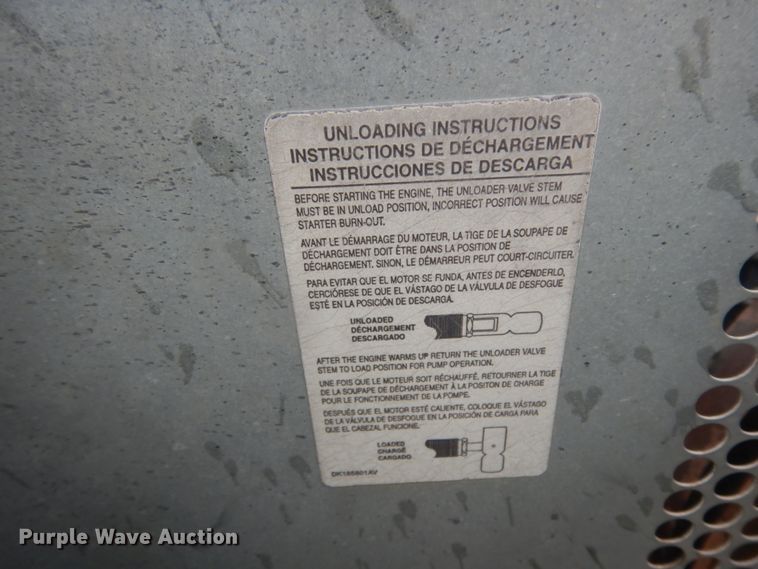 UNLOADING INSTRUCTIONS
INSTRUCTIONS DE DÉCHARGEMENT
INSTRUCCIONES DE DESCARGA
BEFORE STARTING THE ENGINE, THE UNLOADER VALVE STEM
MUST BE IN UNLOAD POSITION, INCORRECT POSITION WILL CAUSE
STARTER BURN-OUT.
AVANT LE DÉMARRAGE DU MOTEUR, LA TIGE DE LA SOUPAPE DE
DÉCHARGEMENT DOIT ÊTRE DANS LA POSITION DE
DÉCHARGEMENT. SINON, LE DÉMARREUR PEUT COURT-CIRCUITER.
PARA EVITAR QUE EL MOTOR SE FUNDA, ANTES DE ENCENDERLO,
CERCIÓRESE DE QUE EL VÁSTAGO DE LA VÁLVULA DE DESFOGUE
ESTÉ EN LA POSICIÓN DE DESCARGA.
UNLOADED
DÉCHARGEMENT
DESCARGADO
AFTER THE ENGINE WARMS UP RETURN THE UNLOADER VALVE
STEM TO LOAD POSITION FOR PUMP OPERATION.
UNE FOIS QUE LE MOTEUR SOIT RÉCHAUFFÉ, RETOURNER LA TIGE
DE LA SOUPAPE DE DÉCHARGEMENT À LA POSITON DE CHARGE
POUR LE FONCTIONNEMENT DE LA POMPE.
DESPUÉS QUE EL MOTOR ESTÉ CALIENTE, COLOQUE EL VÁSTAGO
DE LA VÁLVULA DE DESFOGUE EN LA POSICIÓN DE CARGA PARA
QUE EL CABEZAL FUNCIONE.
LOADED
CHARGÉ
CARGADO
DK185801AV
Purple Wave Auction